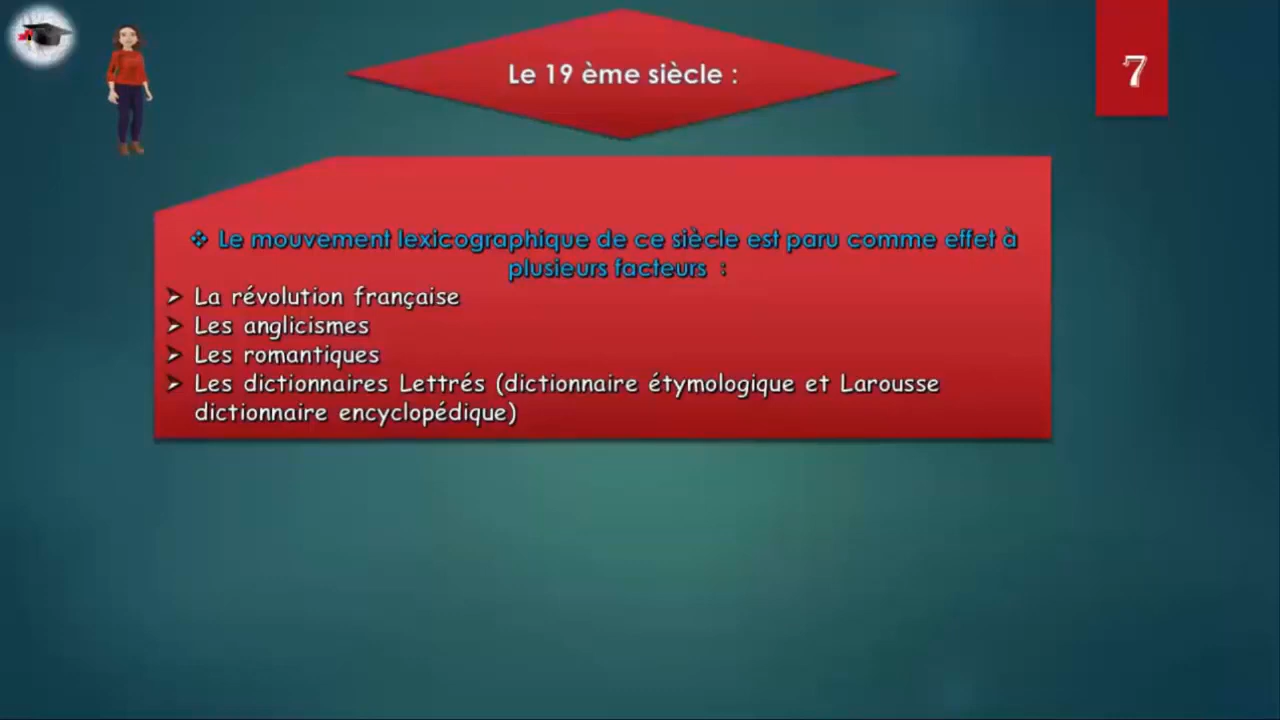 Le 19 ème siècle :
7
❖ Le mouvement lexicographique de ce siècle est paru comme effet à
plusieurs facteurs :
➢ La révolution française
➢ Les anglicismes
➢ Les romantiques
➢ Les dictionnaires Lettrés (dictionnaire étymologique et Larousse
dictionnaire encyclopédique)